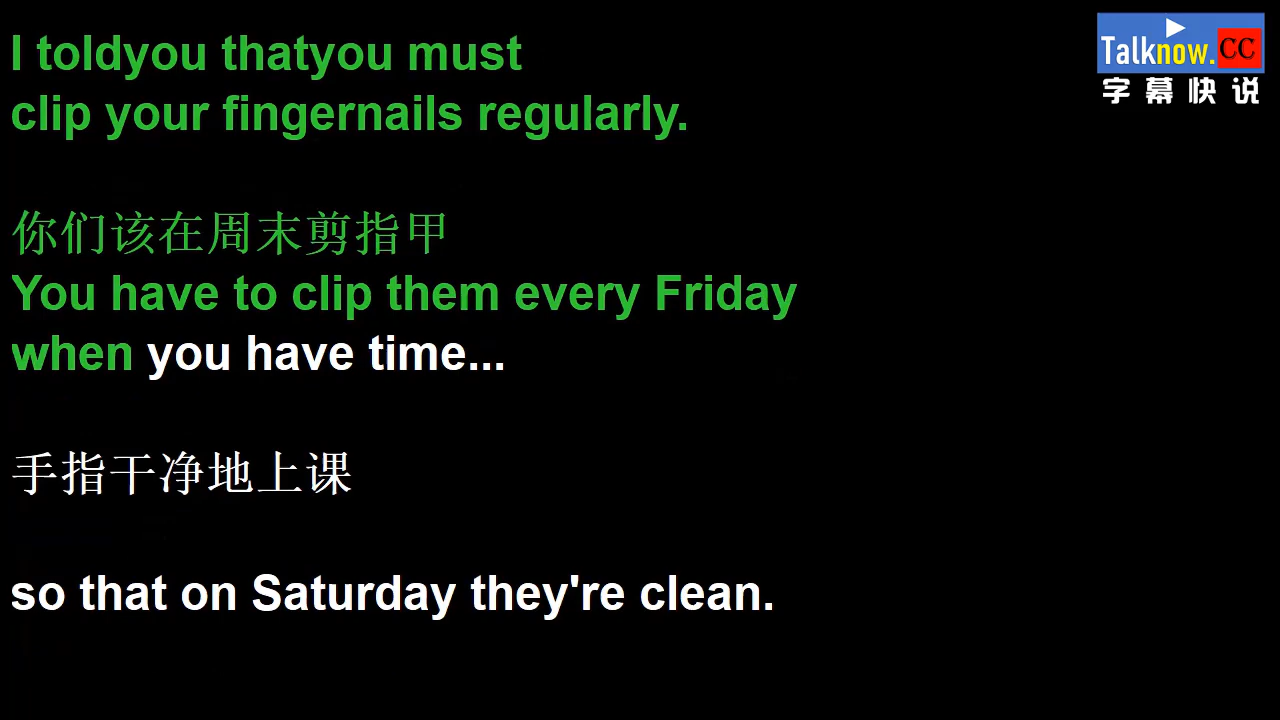 I toldyou thatyou must
clip your fingernails regularly.
你们该在周末剪指甲
You have to clip them every Friday
when you have time...
手指干净地上课
so that on Saturday they're clean.
Talknow.CC
字幕快说